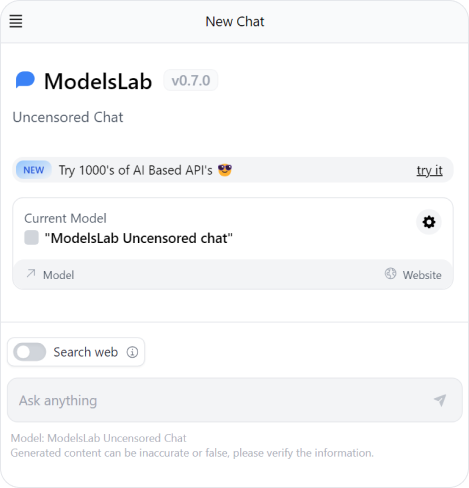 New Chat
ModelsLab v0.7.0
Uncensored Chat
NEW Try 1000's of AI Based API's 😎 try it
Current Model
"ModelsLab Uncensored chat"
Model Website
Search web
Ask anything
Model: ModelsLab Uncensored Chat
Generated content can be inaccurate or false, please verify the information.